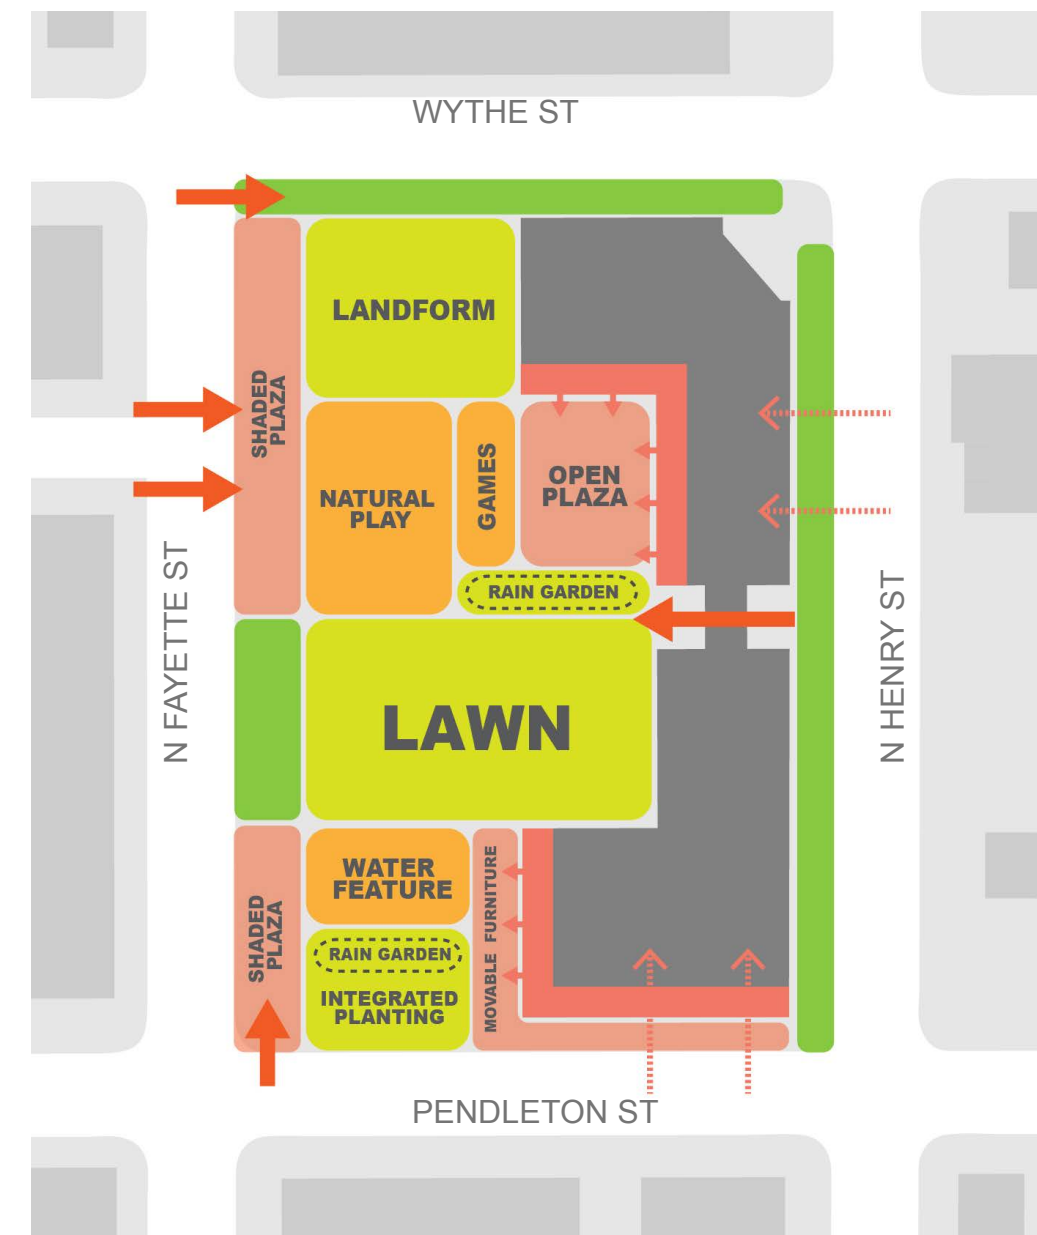 WYTHE ST
LANDFORM
SHADED
PLAZA
NATURAL
PLAY
GAMES
OPEN
PLAZA
RAIN GARDEN
N FAYETTE ST
N HENRY ST
LAWN
WATER
FEATURE
MOVABLE FURNITURE
SHADED
PLAZA
RAIN GARDEN
INTEGRATED
PLANTING
PENDLETON ST